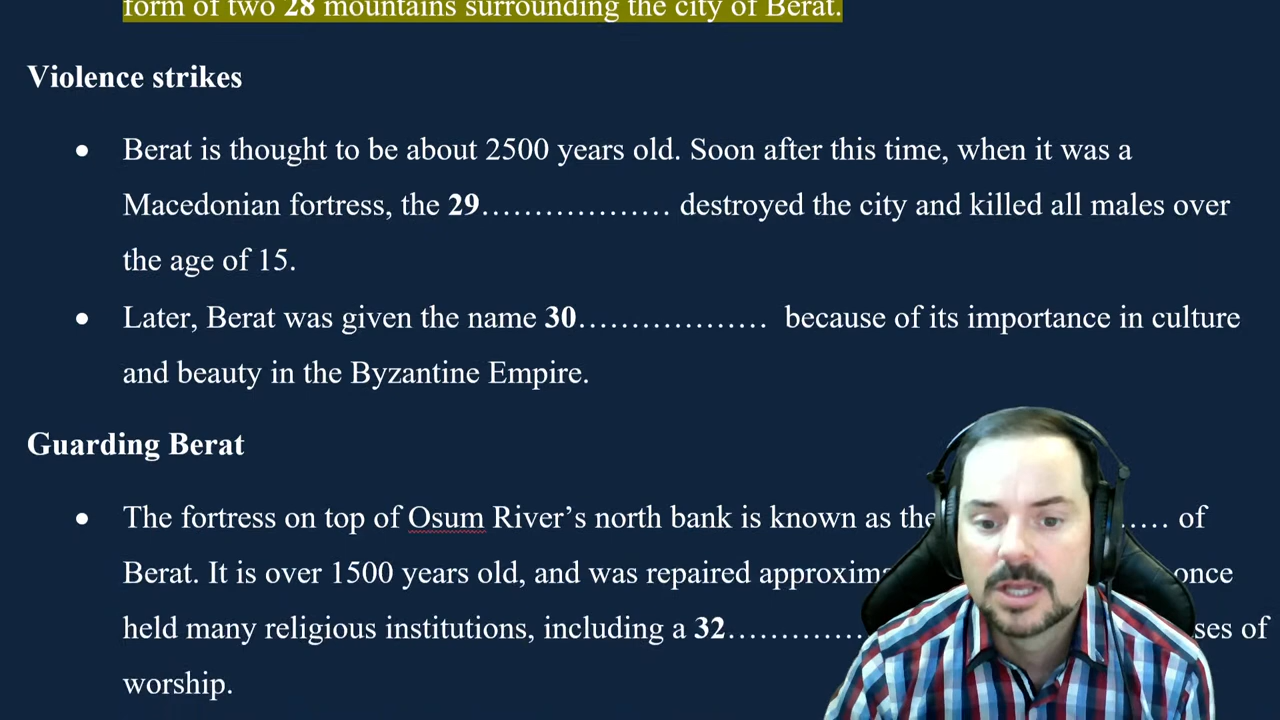 form of two 28 mountains surrounding the city of Berat.
Violence strikes
• Berat is thought to be about 2500 years old. Soon after this time, when it was a
Macedonian fortress, the 29……………… destroyed the city and killed all males over
the age of 15.
• Later, Berat was given the name 30……………… because of its importance in culture
and beauty in the Byzantine Empire.
Guarding Berat
• The fortress on top of Osum River’s north bank is known as the …… of
Berat. It is over 1500 years old, and was repaired once
held many religious institutions, including a 32………… of
worship.